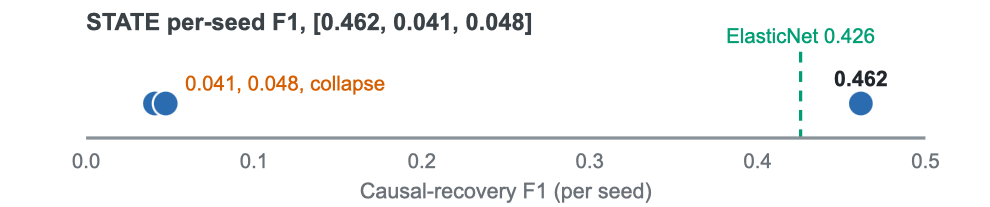 STATE per-seed F1, [0.462, 0.041, 0.048]
ElasticNet 0.426
0.041, 0.048, collapse
0.462
0.0 0.1 0.2 0.3 0.4 0.5
Causal-recovery F1 (per seed)